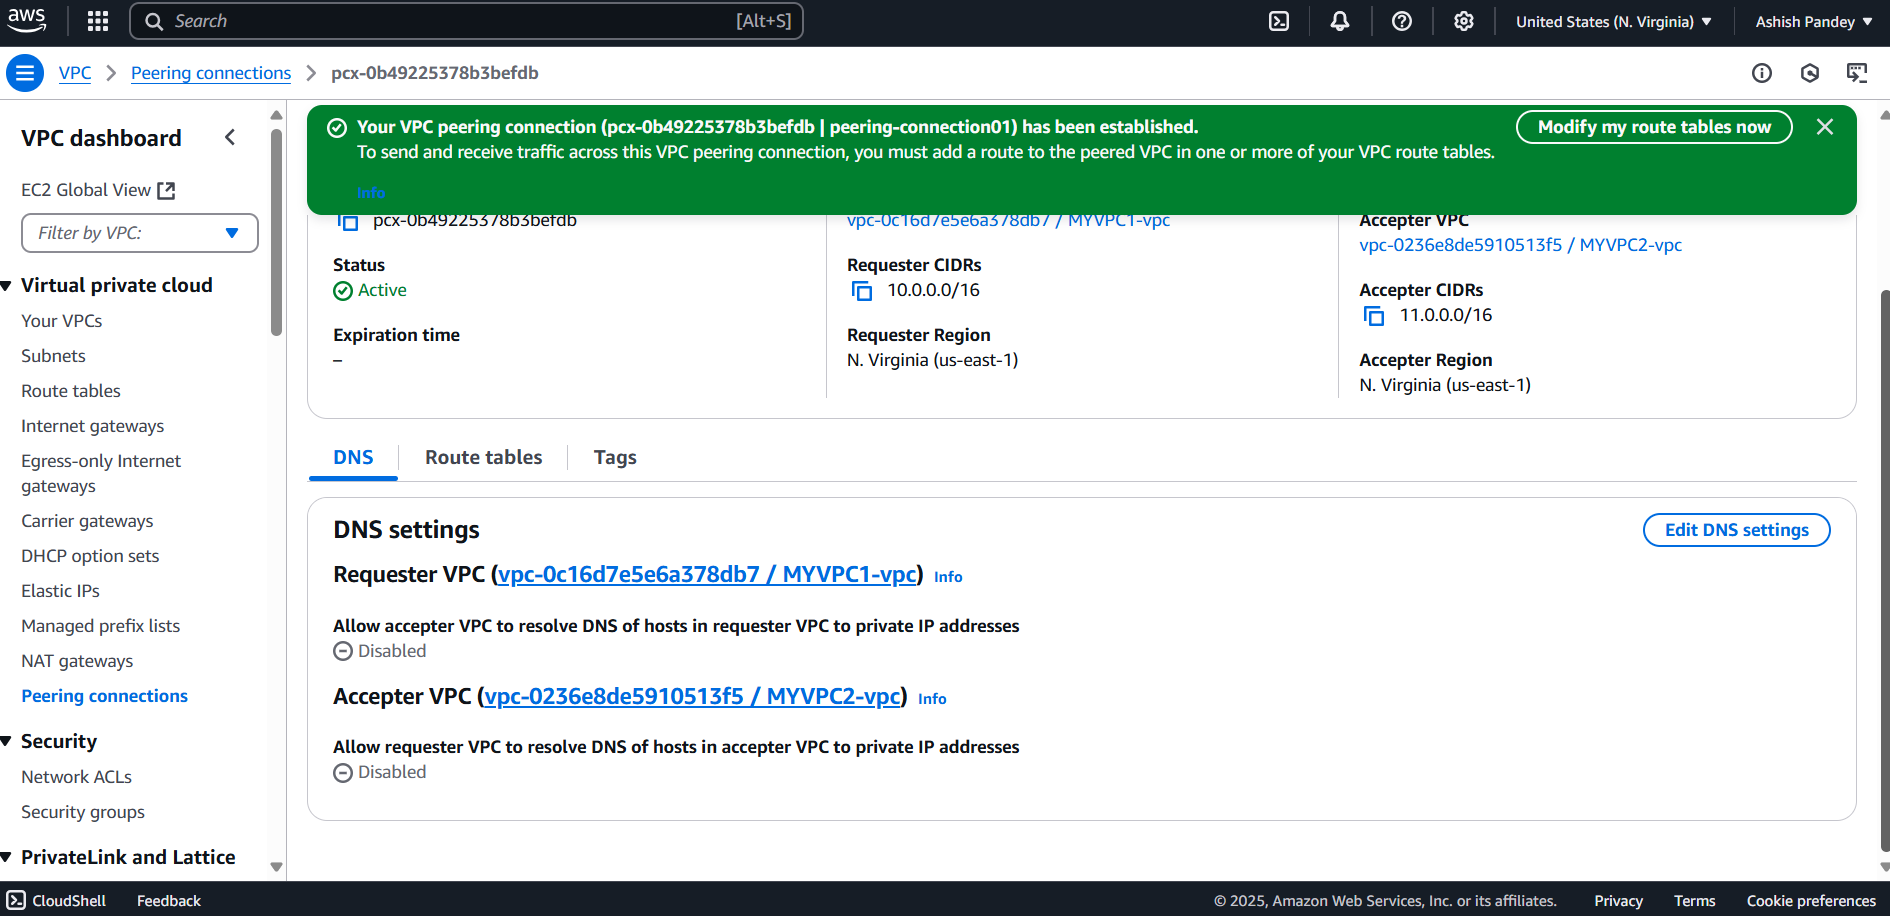 aws
Search
[Alt+S]
United States (N. Virginia)
Ashish Pandey
VPC
Peering connections
pcx-0b49225378b3befdb
VPC dashboard
EC2 Global View
Filter by VPC:
Virtual private cloud
Your VPCs
Subnets
Route tables
Internet gateways
Egress-only Internet
gateways
Carrier gateways
DHCP option sets
Elastic IPs
Managed prefix lists
NAT gateways
Peering connections
Security
Network ACLs
Security groups
PrivateLink and Lattice
Your VPC peering connection (pcx-0b49225378b3befdb | peering-connection01) has been established.
To send and receive traffic across this VPC peering connection, you must add a route to the peered VPC in one or more of your VPC route tables.
Info
Modify my route tables now
pcx-0b49225378b3befdb
Status
Active
Expiration time
–
vpc-0c16d7e5e6a378db7 / MYVPC1-vpc
Requester CIDRs
10.0.0.0/16
Requester Region
N. Virginia (us-east-1)
Accepter VPC
vpc-0236e8de5910513f5 / MYVPC2-vpc
Accepter CIDRs
11.0.0.0/16
Accepter Region
N. Virginia (us-east-1)
DNS
Route tables
Tags
DNS settings
Edit DNS settings
Requester VPC (vpc-0c16d7e5e6a378db7 / MYVPC1-vpc) Info
Allow accepter VPC to resolve DNS of hosts in requester VPC to private IP addresses
Disabled
Accepter VPC (vpc-0236e8de5910513f5 / MYVPC2-vpc) Info
Allow requester VPC to resolve DNS of hosts in accepter VPC to private IP addresses
Disabled
CloudShell
Feedback
© 2025, Amazon Web Services, Inc. or its affiliates.
Privacy
Terms
Cookie preferences